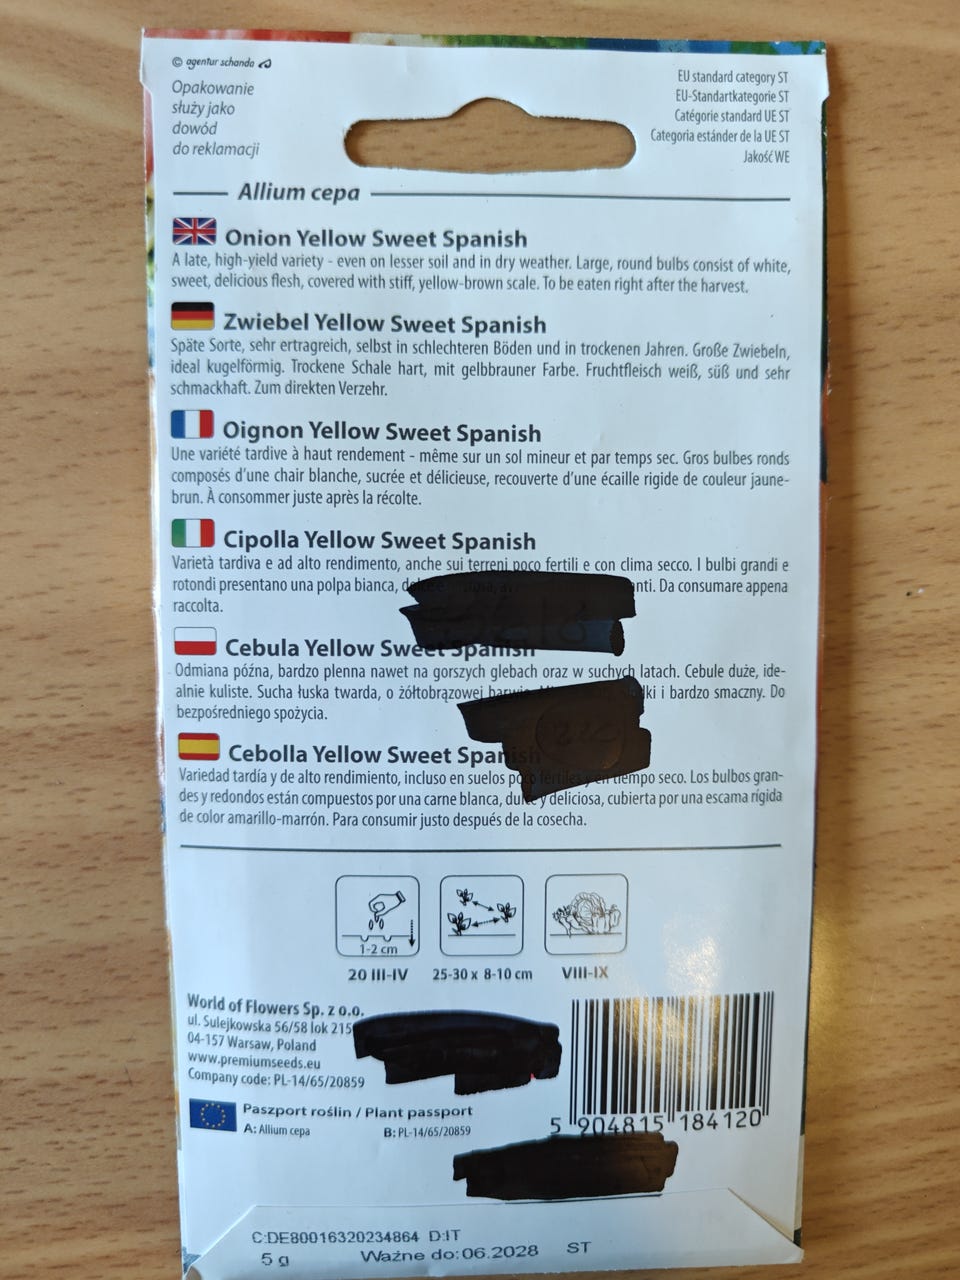 © agentur schanda
Opakowanie
służy jako
dowód
do reklamacji
EU standard category ST
EU-Standartkategorie ST
Catégorie standard UE ST
Categoria estánder de la UE ST
Jakość WE
Allium cepa
Onion Yellow Sweet Spanish
A late, high-yield variety - even on lesser soil and in dry weather. Large, round bulbs consist of white,
sweet, delicious flesh, covered with stiff, yellow-brown scale. To be eaten right after the harvest.
Zwiebel Yellow Sweet Spanish
Späte Sorte, sehr ertragreich, selbst in schlechteren Böden und in trockenen Jahren. Große Zwiebeln,
ideal kugelförmig. Trockene Schale hart, mit gelbbrauner Farbe. Fruchtfleisch weiß, süß und sehr
schmackhaft. Zum direkten Verzehr.
Oignon Yellow Sweet Spanish
Une variété tardive à haut rendement - même sur un sol mineur et par temps sec. Gros bulbes ronds
composés d'une chair blanche, sucrée et délicieuse, recouverte d'une écaille rigide de couleur jaune-
brun. À consommer juste après la récolte.
Cipolla Yellow Sweet Spanish
Varietà tardiva e ad alto rendimento, anche sui terreni poco fertili e con clima secco. I bulbi grandi e
rotondi presentano una polpa bianca, dolce Da consumare appena
raccolta.
Cebula Yellow Sweet Spanish
Odmiana późna, bardzo plenna nawet na gorszych glebach oraz w suchych latach. Cebule duże, ide-
alnie kuliste. Sucha łuska twarda, o żółtobrązowej barwie. i bardzo smaczny. Do
bezpośredniego spożycia.
Cebolla Yellow Sweet Spanish
Variedad tardía y de alto rendimiento, incluso en suelos poco fértiles y en tiempo seco. Los bulbos gran-
des y redondos están compuestos por una carne blanca, dulce y deliciosa, cubierta por una escama rígida
de color amarillo-marrón. Para consumir justo después de la cosecha.
1-2 cm
20 III-IV
25-30 x 8-10 cm
VIII-IX
World of Flowers Sp. z o.o.
ul. Sulejkowska 56/58 lok 215
04-157 Warsaw, Poland
www.premiumseeds.eu
Company code: PL-14/65/20859
Paszport roślin / Plant passport
A: Allium cepa B: PL-14/65/20859
5 904815 184120
C:DE80016320234864 D:IT
5 g Ważne do: 06.2028 ST